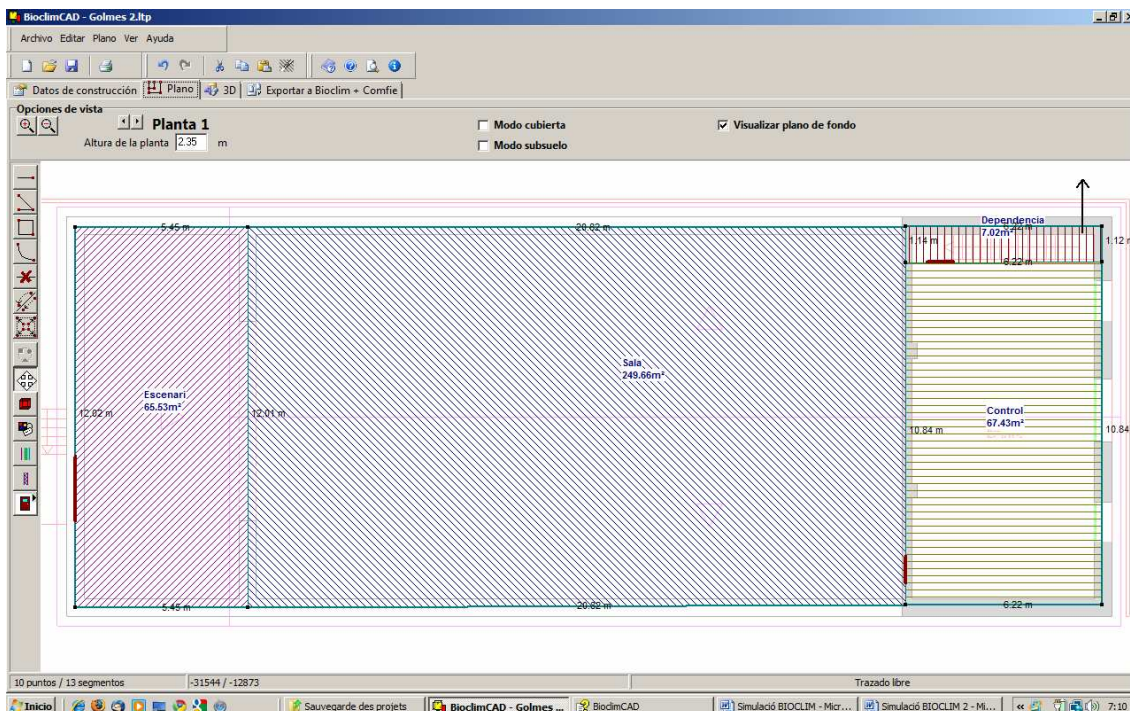 BioclimCAD - Golmes 2.ltp
Archivo Editar Plano Ver Ayuda
Datos de construcción Plano 3D Exportar a Bioclim + Comfie
Opciones de vista
Planta 1
Altura de la planta 2.35 m
Modo cubierta
Modo subsuelo
Visualizar plano de fondo
5.45 m
20.62 m
Dependencia
6.22 m
7.02m²
1.14 m
1.12
6.22 m
Sala
249.66m²
Escenari
65.53m²
12.02 m
12.01 m
Control
67.43m²
10.84 m
10.84
5.45 m
20.62 m
6.22 m
10 puntos / 13 segmentos
-31544 / -12873
Trazado libre
Inicio
Sauvegarde des projets
BioclimCAD - Golmes ...
BioclimCAD
Simulació BIOCLIM - Micr...
Simulació BIOCLIM 2 - Mi...
7:10